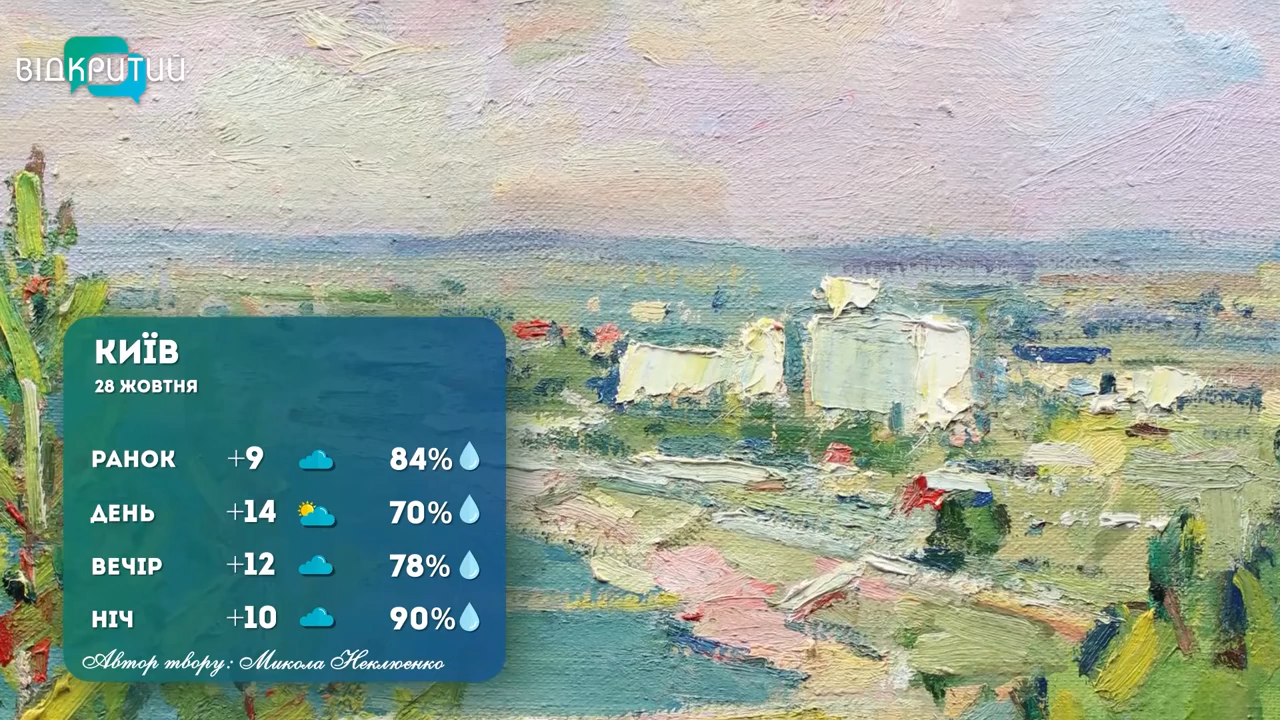 ВІДКРИТИЙ
КИЇВ
28 ЖОВТНЯ
РАНОК +9 84%
ДЕНЬ +14 70%
ВЕЧІР +12 78%
НІЧ +10 90%
Автор твору: Микола Неклюенко